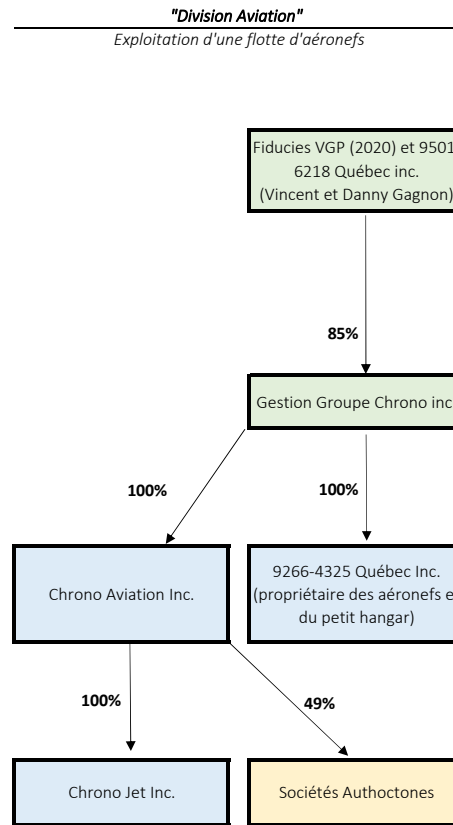 "Division Aviation"
Exploitation d'une flotte d'aéronefs
Fiducies VGP (2020) et 9501
6218 Québec inc.
(Vincent et Danny Gagnon)
85%
Gestion Groupe Chrono inc
100%
100%
Chrono Aviation Inc.
9266-4325 Québec Inc.
(propriétaire des aéronefs e
du petit hangar)
100%
49%
Chrono Jet Inc.
Sociétés Authoctones